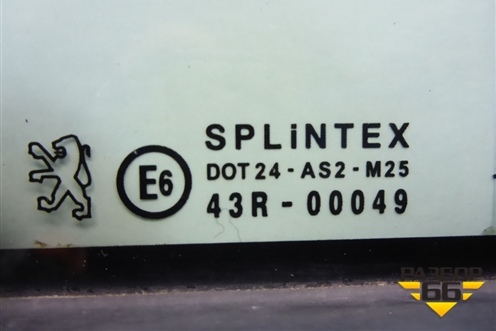 SPLiNTEX
DOT 24 - AS2 - M25
E6
43R - 00049
РАЗБОР
66